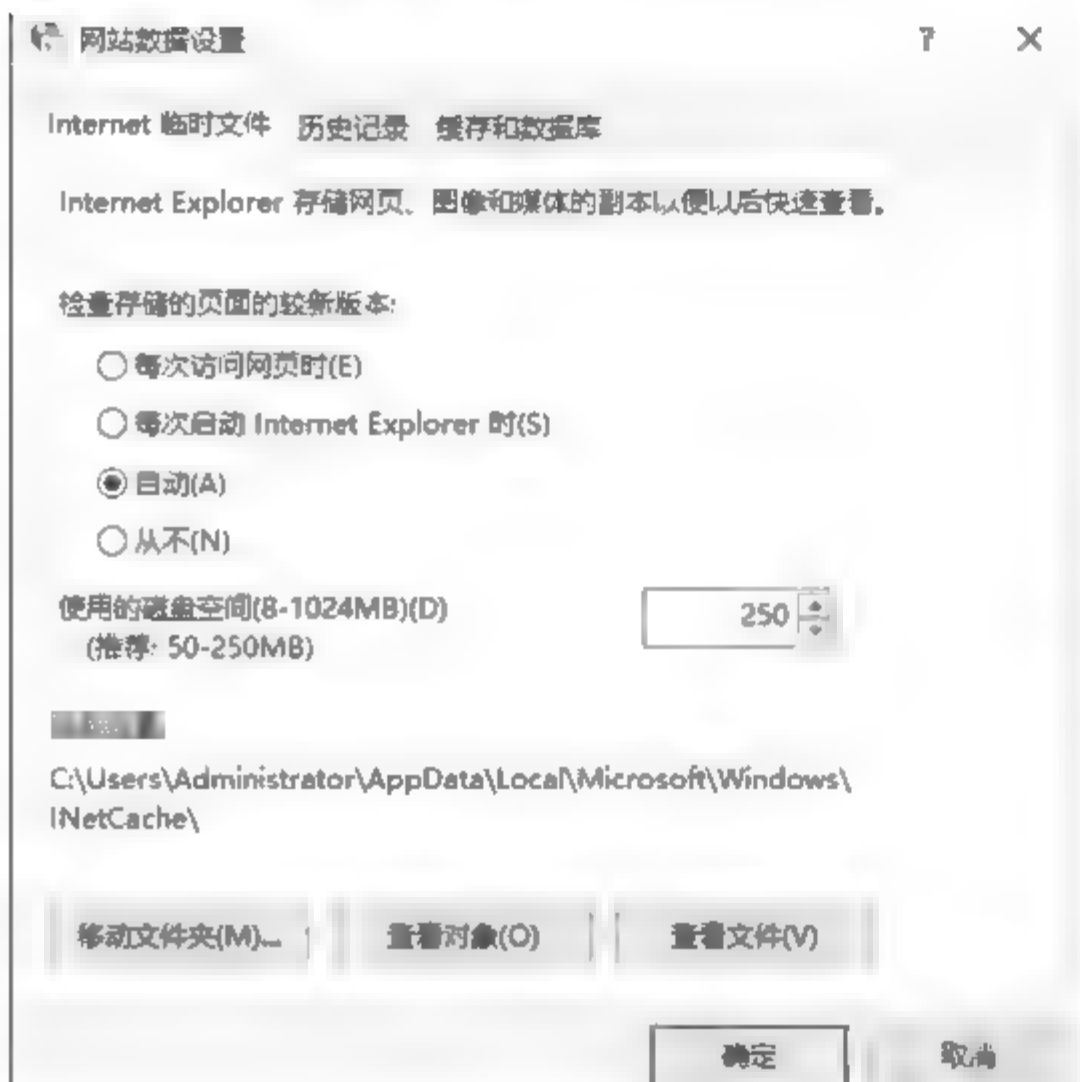 网站数据设置
Internet 临时文件 历史记录 缓存和数据库
Internet Explorer 存储网页、图像和媒体的副本以便以后快速查看。
检查存储的页面的较新版本:
每次访问网页时(E)
每次启动 Internet Explorer 时(S)
自动(A)
从不(N)
使用的磁盘空间(8-1024MB)(D) 250
(推荐: 50-250MB)
C:\Users\Administrator\AppData\Local\Microsoft\Windows\
INetCache\
移动文件夹(M)... 查看对象(O) 查看文件(V)
确定 取消